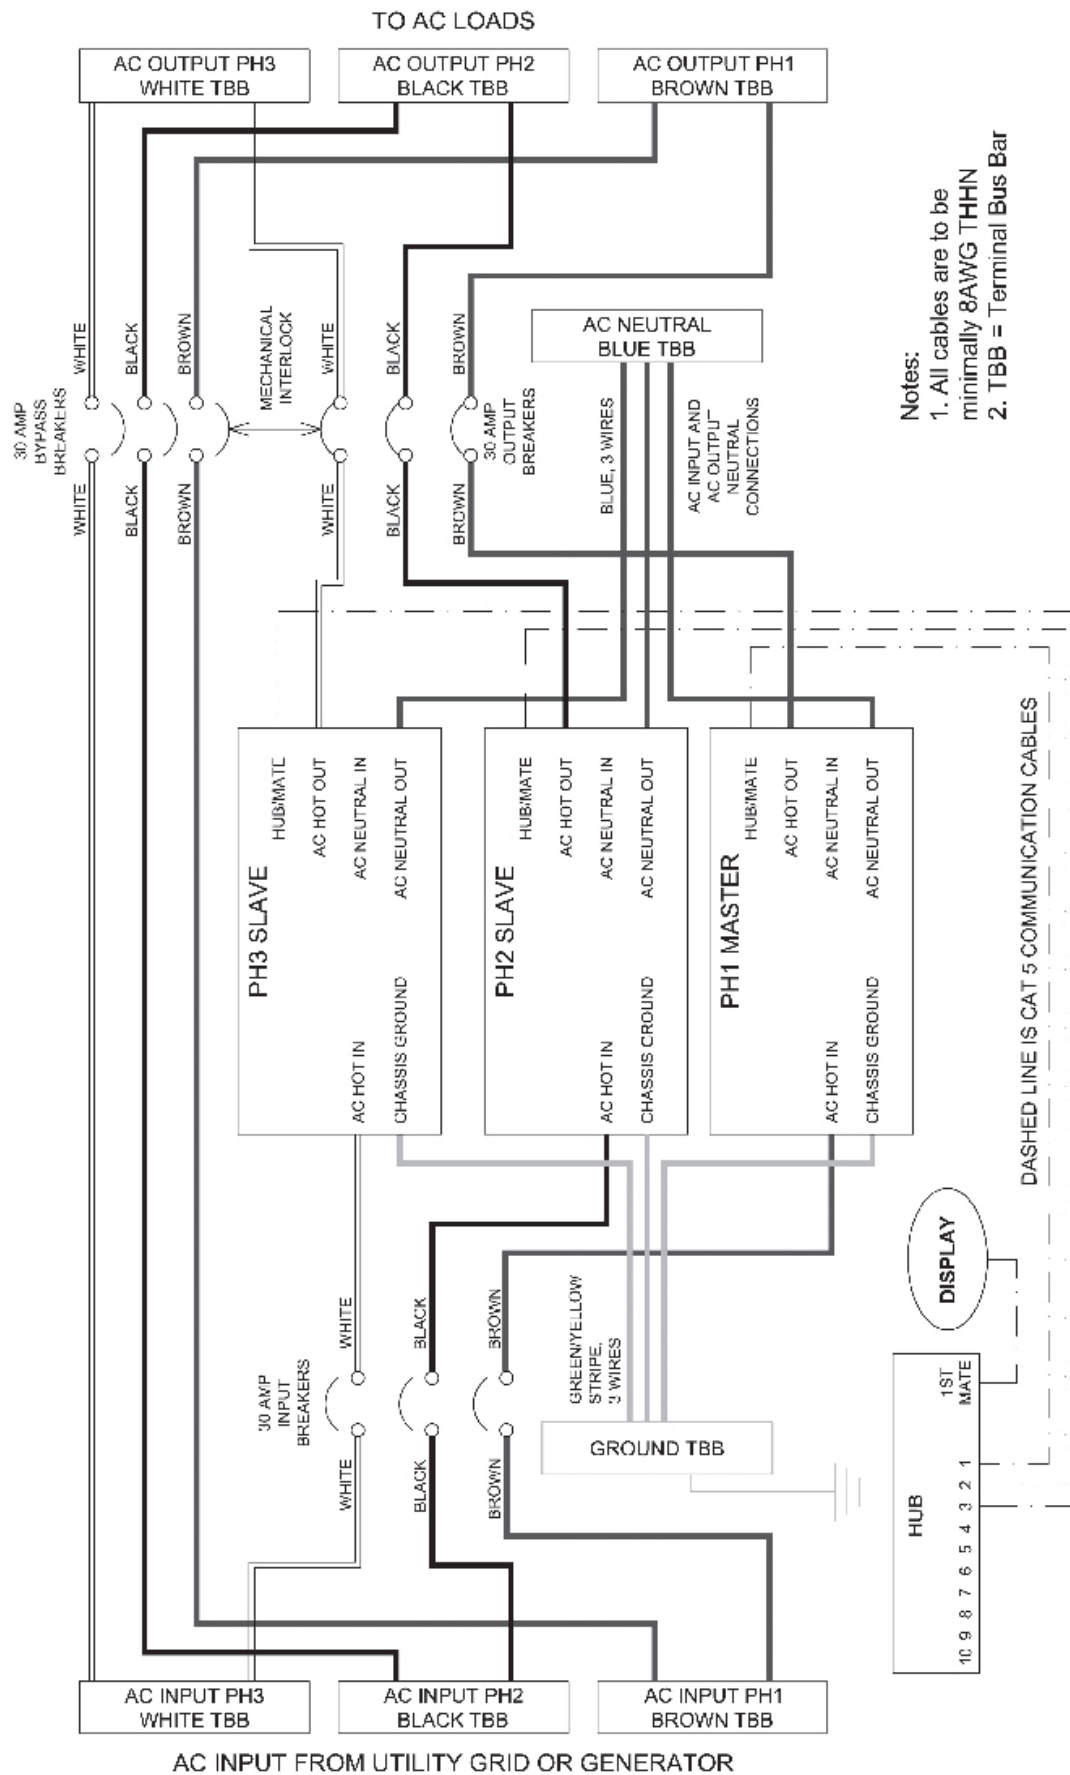 TO AC LOADS
AC OUTPUT PH3
WHITE TBB
AC OUTPUT PH2
BLACK TBB
AC OUTPUT PH1
BROWN TBB
Notes:
1. All cables are to be
minimally 8AWG THHN
2. TBB = Terminal Bus Bar
30 AMP
BYPASS
BREAKERS
WHITE
BLACK
BROWN
MECHANICAL
INTERLOCK
WHITE
BLACK
BROWN
30 AMP
OUTPUT
BREAKERS
WHITE
BLACK
BROWN
WHITE
BLACK
BROWN
AC NEUTRAL
BLUE TBB
BLUE, 3 WIRES
AC INPUT AND
AC OUTPUT
NEUTRAL
CONNECTIONS
PH3 SLAVE
HUB/MATE
AC HOT OUT
AC NEUTRAL IN
AC NEUTRAL OUT
AC HOT IN
CHASSIS GROUND
PH2 SLAVE
HUB/MATE
AC HOT OUT
AC NEUTRAL IN
AC NEUTRAL OUT
AC HOT IN
CHASSIS GROUND
PH1 MASTER
HUB/MATE
AC HOT OUT
AC NEUTRAL IN
AC NEUTRAL OUT
AC HOT IN
CHASSIS GROUND
DASHED LINE IS CAT 5 COMMUNICATION CABLES
30 AMP
INPUT
BREAKERS
WHITE
BLACK
BROWN
WHITE
BLACK
BROWN
GREEN/YELLOW
STRIPE,
3 WIRES
GROUND TBB
DISPLAY
HUB
1ST
MATE
10 9 8 7 6 5 4 3 2 1
AC INPUT PH3
WHITE TBB
AC INPUT PH2
BLACK TBB
AC INPUT PH1
BROWN TBB
AC INPUT FROM UTILITY GRID OR GENERATOR